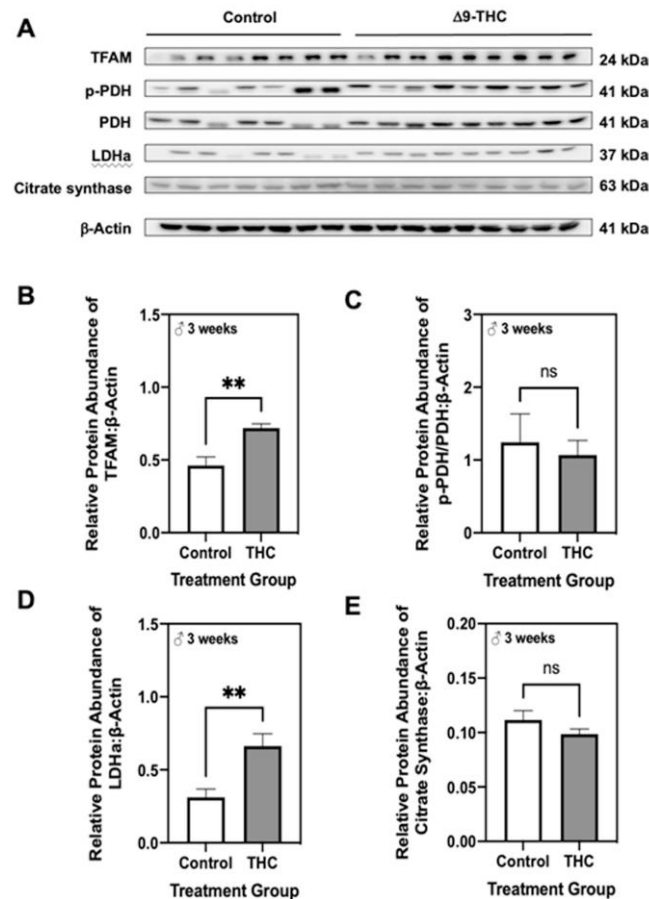 A
Control
Δ9-THC
TFAM
24 kDa
p-PDH
41 kDa
PDH
41 kDa
LDHa
37 kDa
Citrate synthase
63 kDa
β-Actin
41 kDa
B
Relative Protein Abundance of
TFAM:β-Actin
1.5
1.0
0.5
0.0
♂ 3 weeks
**
Control
THC
Treatment Group
C
Relative Protein Abundance of
p-PDH/PDH:β-Actin
3
2
1
0
♂ 3 weeks
ns
Control
THC
Treatment Group
D
Relative Protein Abundance of
LDHa:β-Actin
1.5
1.0
0.5
0.0
♂ 3 weeks
**
Control
THC
Treatment Group
E
Relative Protein Abundance of
Citrate Synthase:β-Actin
0.20
0.15
0.10
0.05
0.00
♂ 3 weeks
ns
Control
THC
Treatment Group